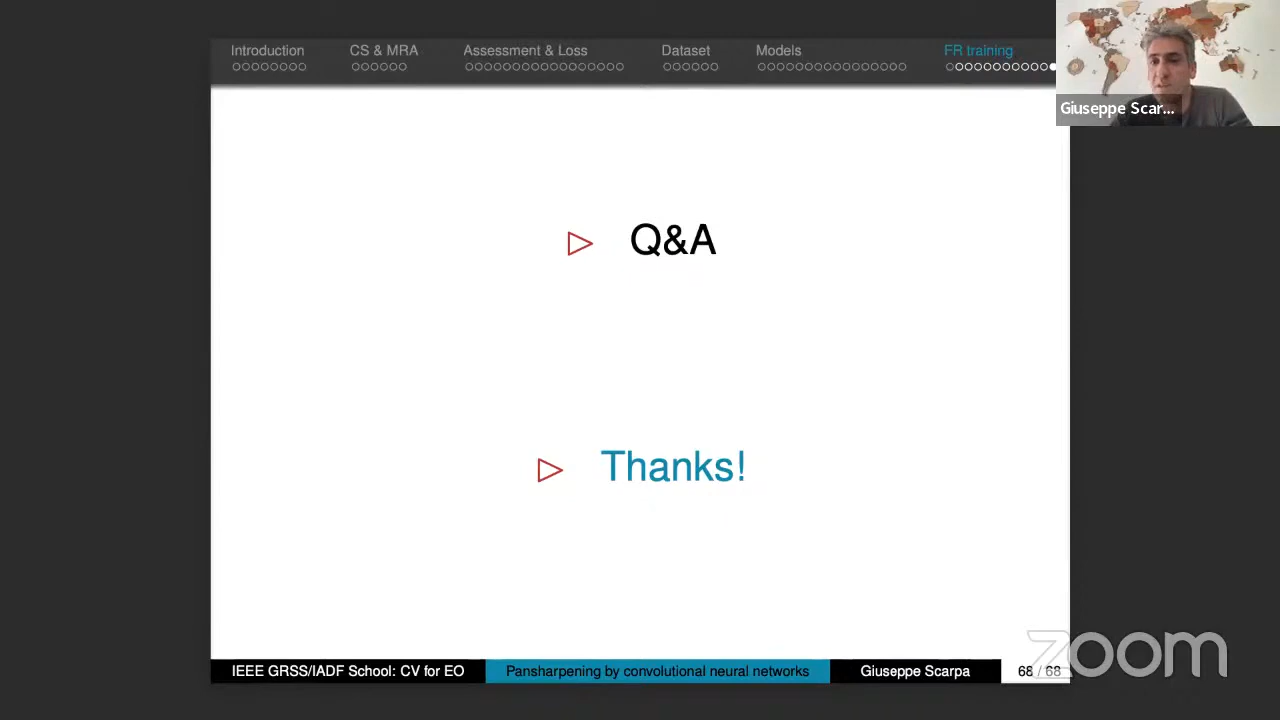 Introduction CS & MRA Assessment & Loss Dataset Models FR training
Giuseppe Scar...
Q&A
Thanks!
IEEE GRSS/IADF School: CV for EO Pansharpening by convolutional neural networks Giuseppe Scarpa 68 / 68
zoom